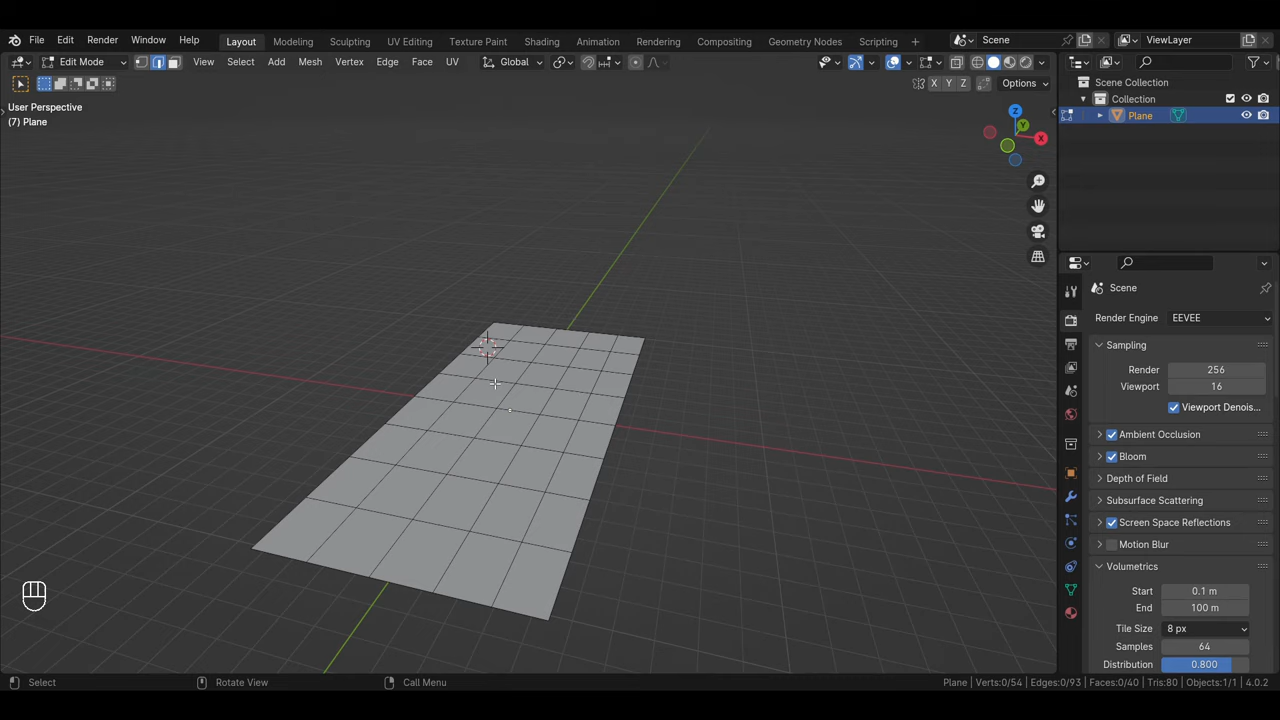 File Edit Render Window Help Layout Modeling Sculpting UV Editing Texture Paint Shading Animation Rendering Compositing Geometry Nodes Scripting + Scene ViewLayer
Edit Mode View Select Add Mesh Vertex Edge Face UV Global
X Y Z Options
User Perspective
(7) Plane
Z
Y
X
Scene Collection
Collection
Plane
Scene
Render Engine EEVEE
Sampling
Render 256
Viewport 16
Viewport Denois...
Ambient Occlusion
Bloom
Depth of Field
Subsurface Scattering
Screen Space Reflections
Motion Blur
Volumetrics
Start 0.1 m
End 100 m
Tile Size 8 px
Samples 64
Distribution 0.800
Select Rotate View Call Menu Plane | Verts:0/54 | Edges:0/93 | Faces:0/40 | Tris:80 | Objects:1/1 | 4.0.2